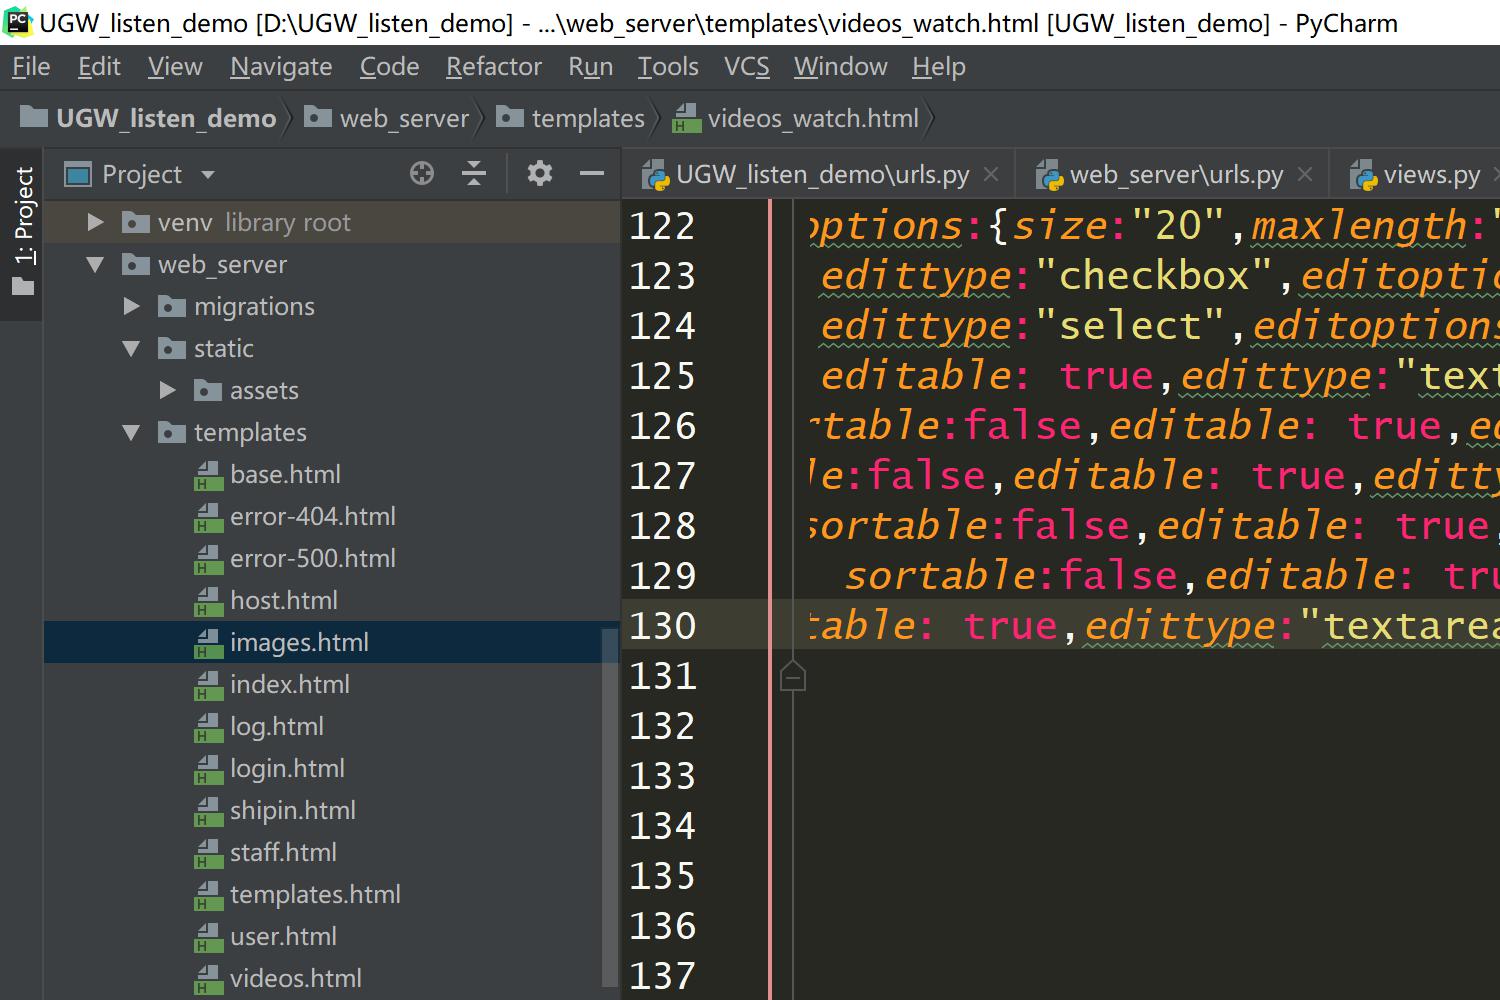 UGW_listen_demo [D:\UGW_listen_demo] - ...\web_server\templates\videos_watch.html [UGW_listen_demo] - PyCharm
File Edit View Navigate Code Refactor Run Tools VCS Window Help
UGW_listen_demo web_server templates videos_watch.html
1: Project
Project
UGW_listen_demo\urls.py web_server\urls.py views.py
venv library root
web_server
migrations
static
assets
templates
base.html
error-404.html
error-500.html
host.html
images.html
index.html
log.html
login.html
shipin.html
staff.html
templates.html
user.html
videos.html
122 options:{size:"20",maxlength:"
123 edittype:"checkbox",editoptio
124 edittype:"select",editoptions
125 editable: true,edittype:"text
126 rtable:false,editable: true,ed
127 le:false,editable: true,editty
128 sortable:false,editable: true,
129 sortable:false,editable: tru
130 table: true,edittype:"textarea
131
132
133
134
135
136
137